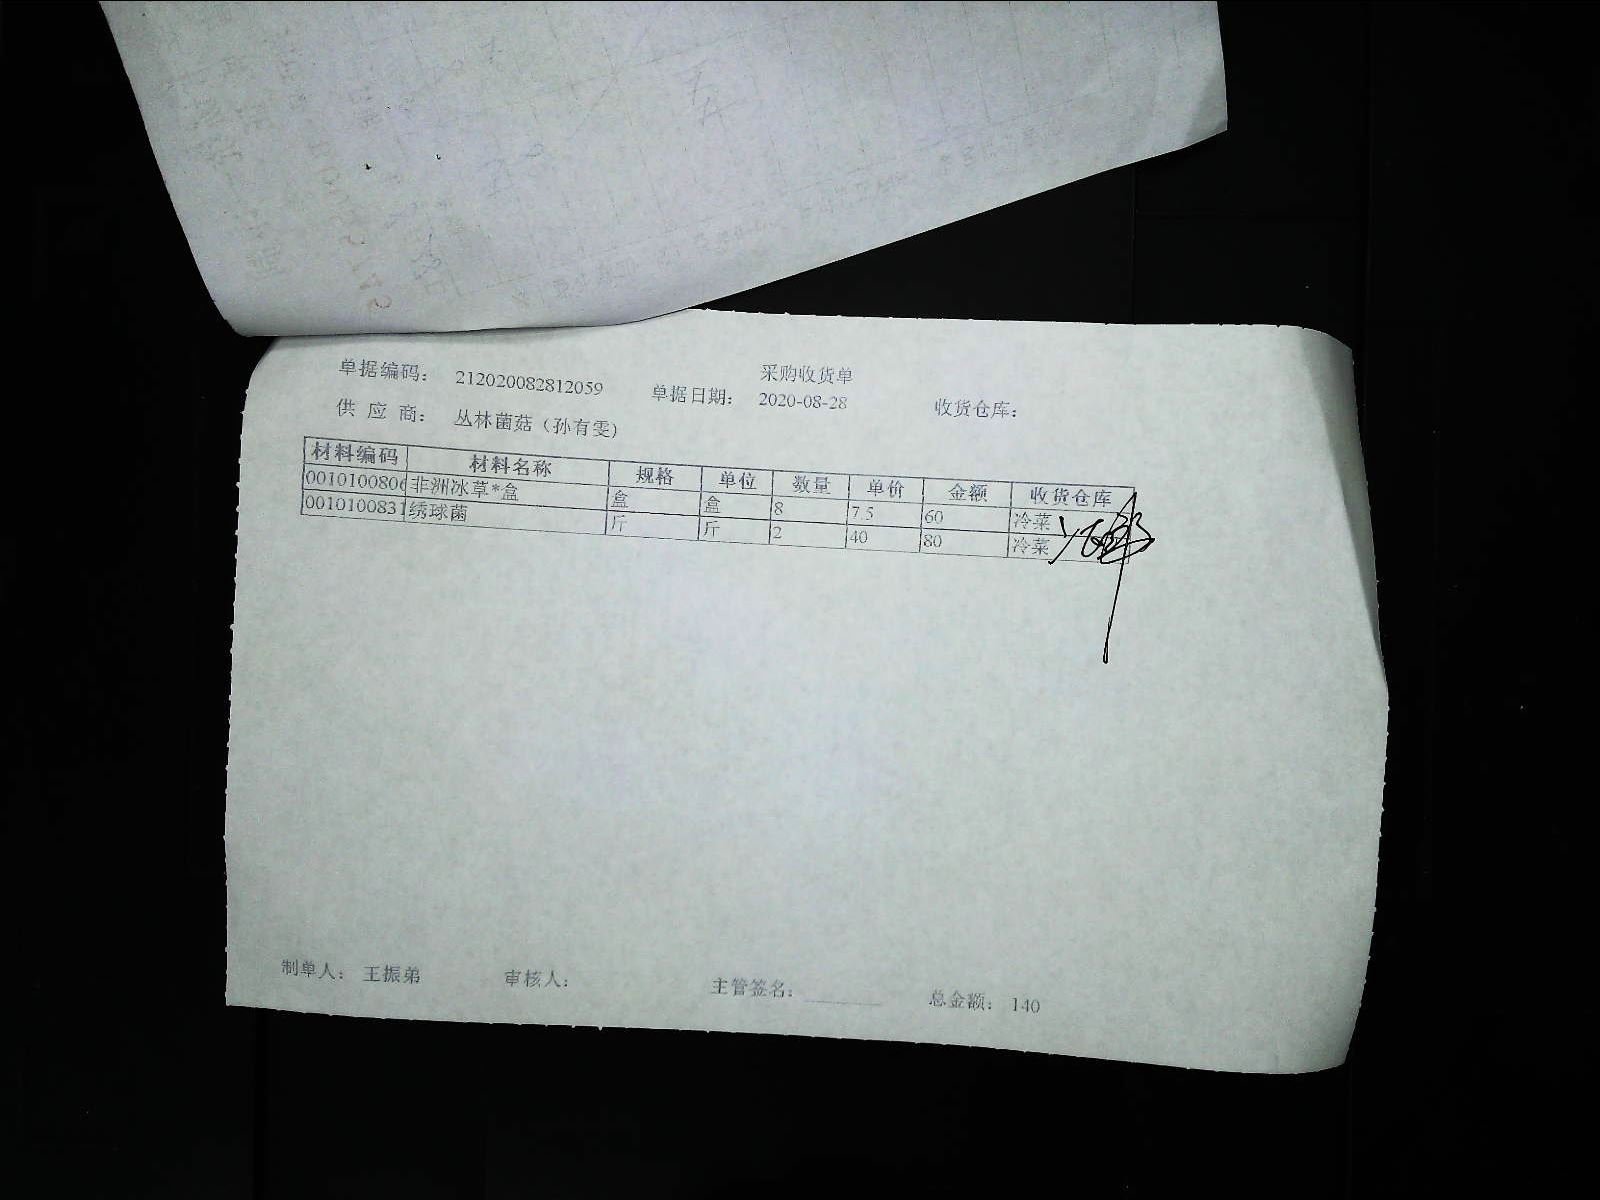 采购收货单
单据编码： 212020082812059 单据日期： 2020-08-28 收货仓库：
供 应 商： 丛林菌菇（孙有雯）
材料编码 材料名称 规格 单位 数量 单价 金额 收货仓库
0010100806 非洲冰草*盒 盒 盒 8 7.5 60 冷菜
0010100831 绣球菌 斤 斤 2 40 80 冷菜
制单人： 王振弟 审核人： 主管签名： 总金额： 140